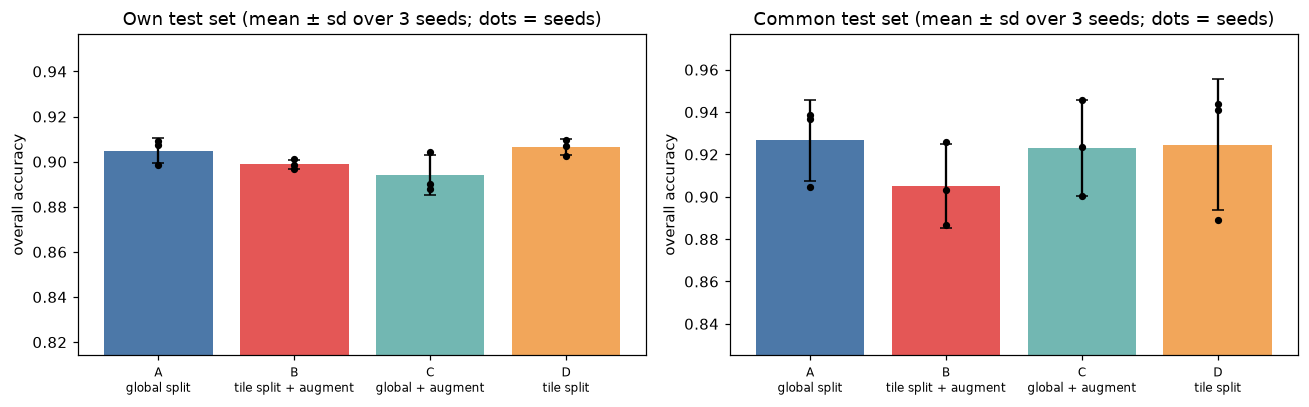 Own test set (mean ± sd over 3 seeds; dots = seeds)
overall accuracy
0.94
0.92
0.90
0.88
0.86
0.84
0.82
A
global split
B
tile split + augment
C
global + augment
D
tile split
Common test set (mean ± sd over 3 seeds; dots = seeds)
overall accuracy
0.96
0.94
0.92
0.90
0.88
0.86
0.84
A
global split
B
tile split + augment
C
global + augment
D
tile split